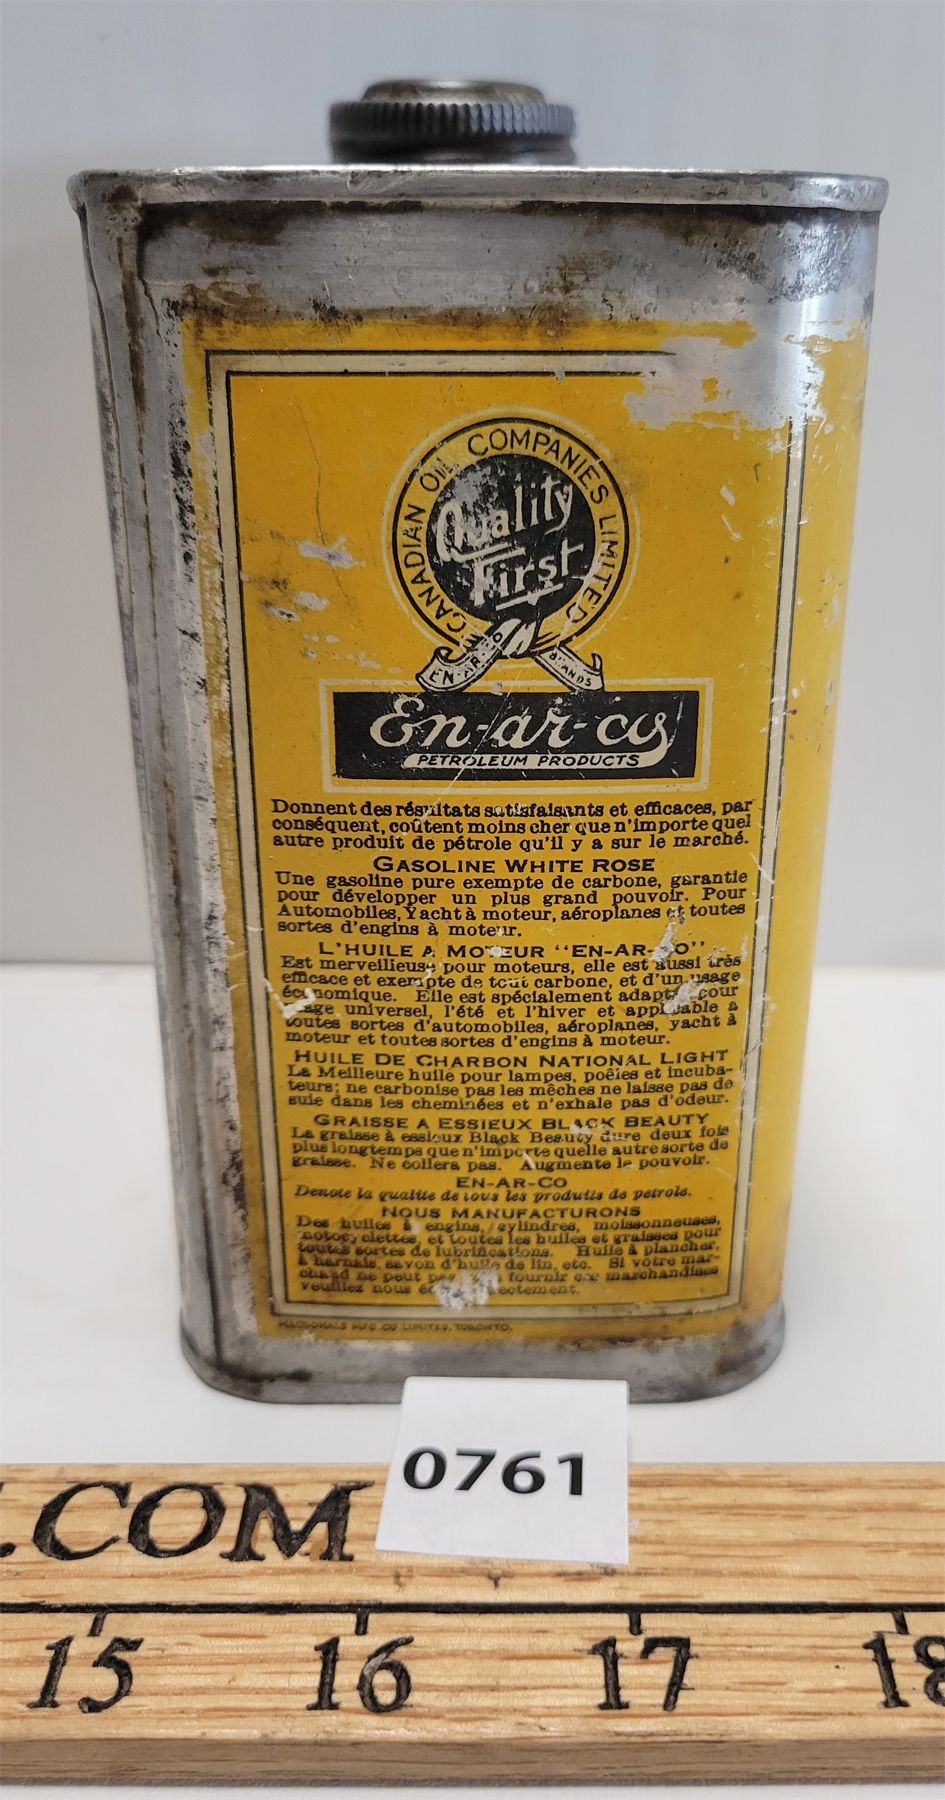 CANADIAN OIL COMPANIES LIMITED
Quality
First
EN-AR-CO BRANDS
En-ar-co
PETROLEUM PRODUCTS
Donnent des résultats satisfaisants et efficaces, par
conséquent, coûtent moins cher que n'importe quel
autre produit de pétrole qu'il y a sur le marché.
GASOLINE WHITE ROSE
Une gasoline pure exempte de carbone, garantie
pour développer un plus grand pouvoir. Pour
Automobiles, Yacht à moteur, aéroplanes et toutes
sortes d'engins à moteur.
L'HUILE A MOTEUR "EN-AR-CO"
Est merveilleuse pour moteurs, elle est aussi très
efficace et exempte de tout carbone, et d'un usage
économique. Elle est spécialement adaptée pour
usage universel, l'été et l'hiver et applicable à
toutes sortes d'automobiles, aéroplanes, yacht à
moteur et toutes sortes d'engins à moteur.
HUILE DE CHARBON NATIONAL LIGHT
La Meilleure huile pour lampes, poêles et incuba-
teurs; ne carbonise pas les mêches ne laisse pas de
suie dans les cheminées et n'exhale pas d'odeur.
GRAISSE A ESSIEUX BLACK BEAUTY
La graisse à essieux Black Beauty dure deux fois
plus longtemps que n'importe quelle autre sorte de
graisse. Ne collera pas. Augmente le pouvoir.
EN-AR-CO
Denote la qualite de tous les produits de petrole.
NOUS MANUFACTURONS
Des huiles à engins, cylindres, moissonneuses,
motocyclettes, et toutes les huiles et graisses pour
toutes sortes de lubrifications. Huile à plancher,
à harnais, savon d'huile de lin, etc. Si votre mar-
chand ne peut pas fournir ces marchandises
veuillez nous directement.
MACDONALD MFG. CO LIMITED, TORONTO.
0761
.COM
15 16 17 18